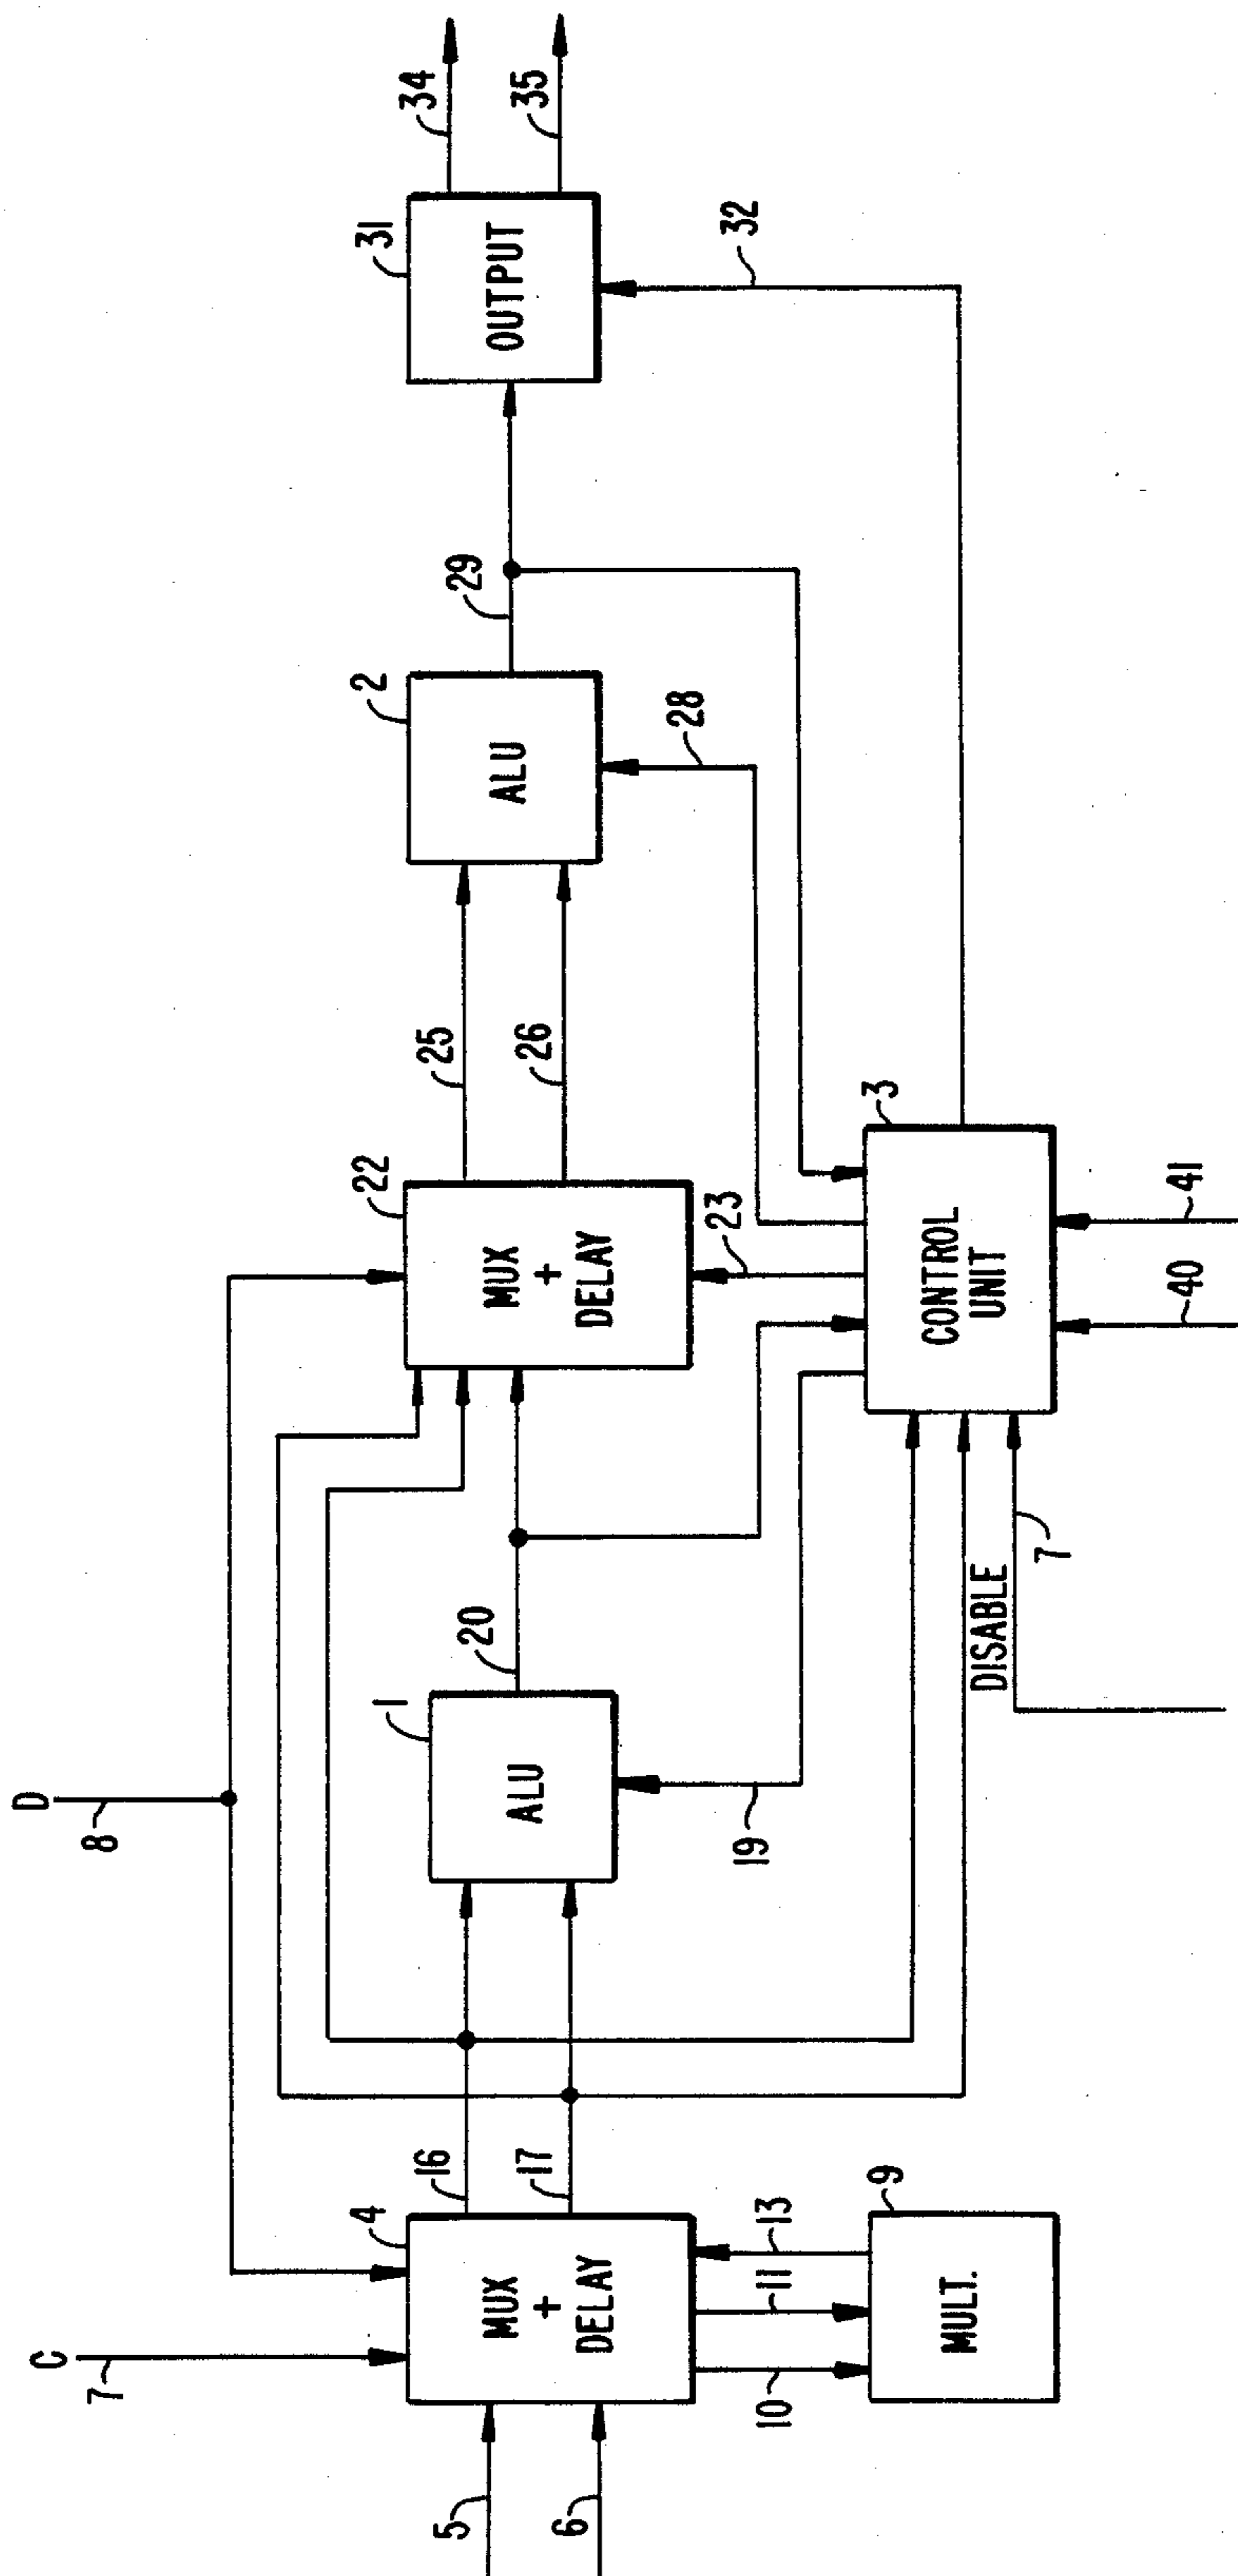 C
7
D
8
5
6
4
MUX
+
DELAY
16
17
10
11
13
9
MULT.
1
ALU
19
20
22
MUX
+
DELAY
23
25
26
2
ALU
28
29
31
OUTPUT
34
35
32
3
CONTROL
UNIT
DISABLE
7
40
41